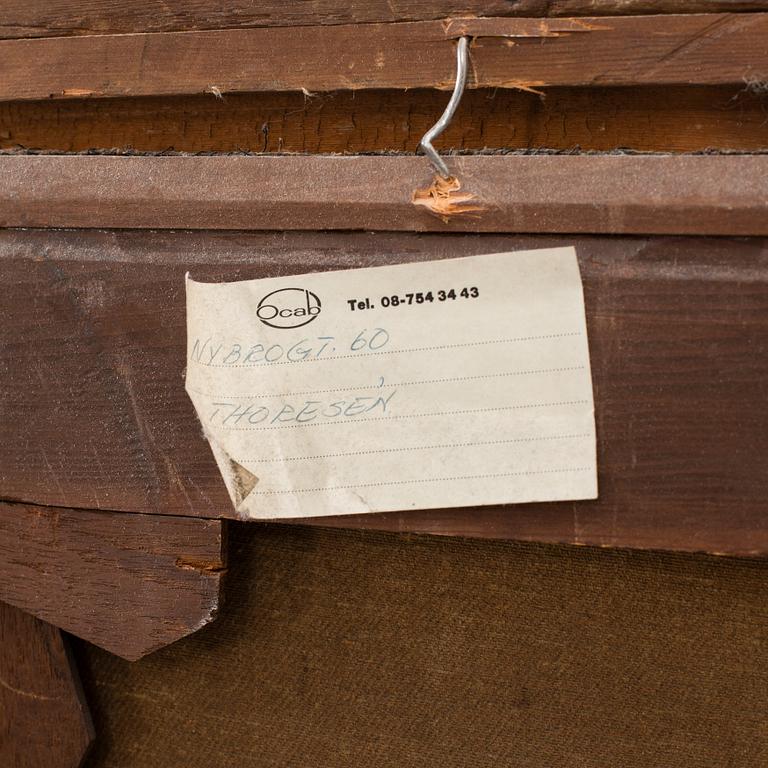 Ocab Tel. 08-754 34 43
NYBROGT. 60
THORESEN